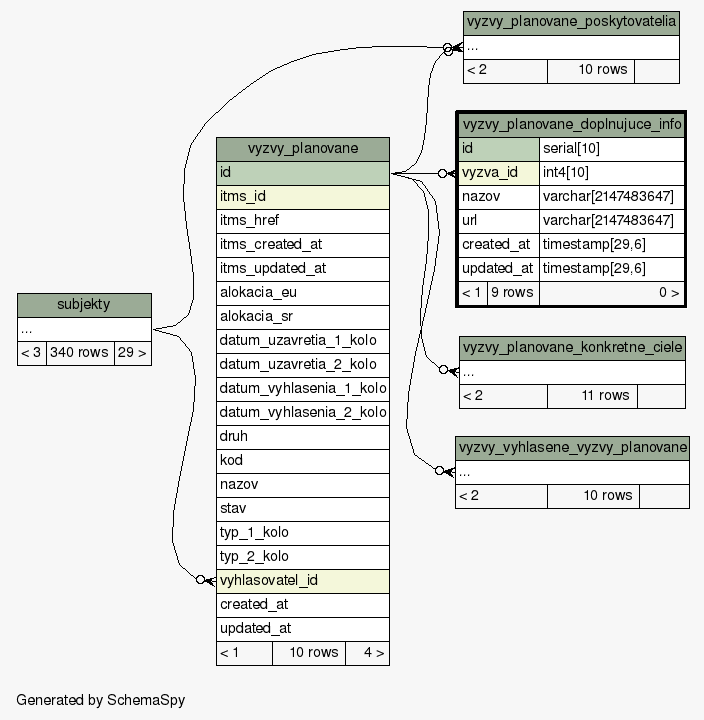 vyzvy_planovane_poskytovatelia
...
< 2 10 rows
vyzvy_planovane_doplnujuce_info
id serial[10]
vyzva_id int4[10]
nazov varchar[2147483647]
url varchar[2147483647]
created_at timestamp[29,6]
updated_at timestamp[29,6]
< 1 9 rows 0 >
vyzvy_planovane
id
itms_id
itms_href
itms_created_at
itms_updated_at
alokacia_eu
alokacia_sr
datum_uzavretia_1_kolo
datum_uzavretia_2_kolo
datum_vyhlasenia_1_kolo
datum_vyhlasenia_2_kolo
druh
kod
nazov
stav
typ_1_kolo
typ_2_kolo
vyhlasovatel_id
created_at
updated_at
< 1 10 rows 4 >
subjekty
...
< 3 340 rows 29 >
vyzvy_planovane_konkretne_ciele
...
< 2 11 rows
vyzvy_vyhlasene_vyzvy_planovane
...
< 2 10 rows
Generated by SchemaSpy